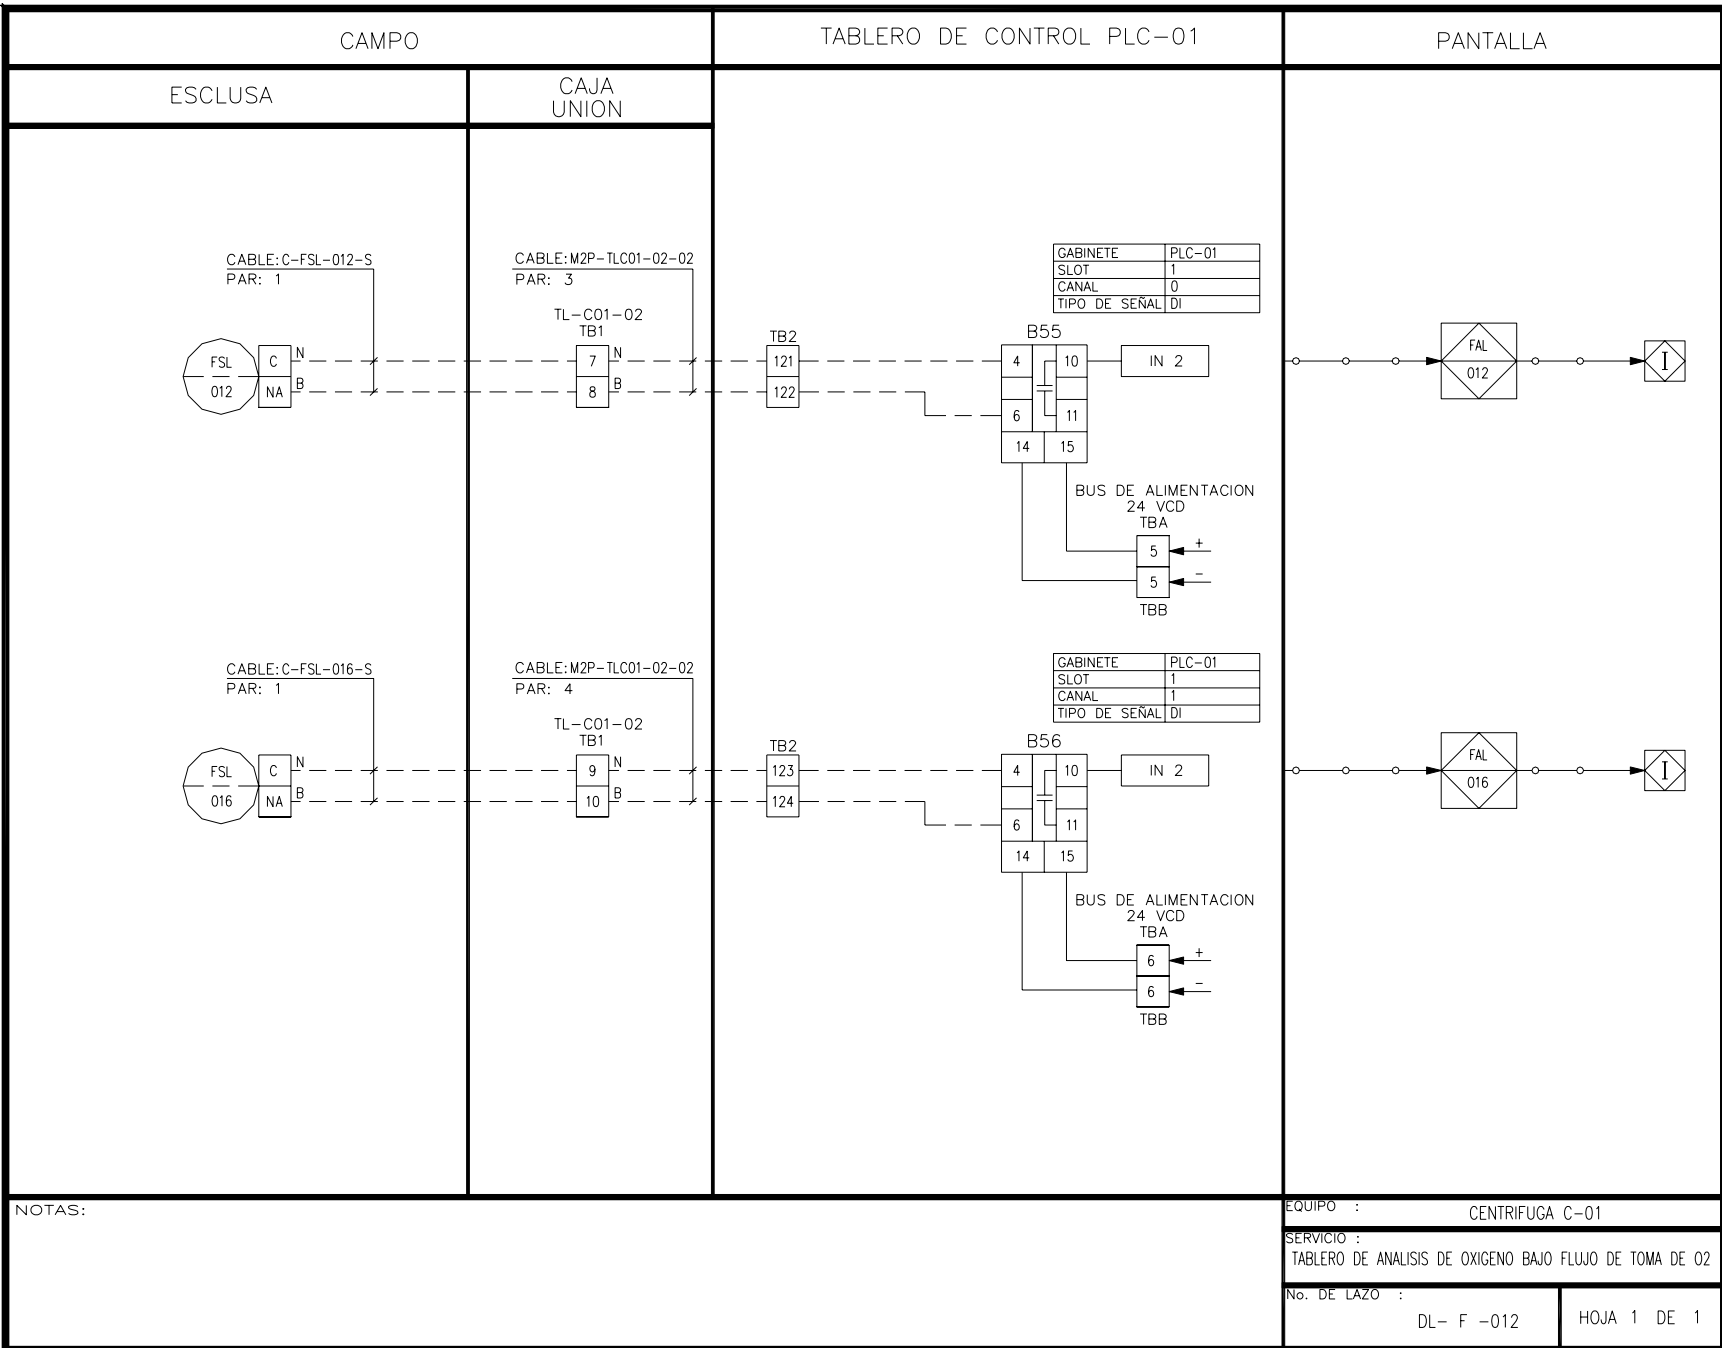 CAMPO
TABLERO DE CONTROL PLC-01
PANTALLA
ESCLUSA
CAJA
UNION
CABLE: C-FSL-012-S
PAR: 1
CABLE: M2P-TLC01-02-02
PAR: 3
GABINETE PLC-01
SLOT 1
CANAL 0
TIPO DE SEÑAL DI
TL-C01-02
TB1
TB2
B55
FSL
012
C N
NA B
7 N
8 B
121
122
4 10
6 11
14 15
IN 2
FAL
012
I
BUS DE ALIMENTACION
24 VCD
TBA
5 +
5 -
TBB
CABLE: C-FSL-016-S
PAR: 1
CABLE: M2P-TLC01-02-02
PAR: 4
GABINETE PLC-01
SLOT 1
CANAL 1
TIPO DE SEÑAL DI
TL-C01-02
TB1
TB2
B56
FSL
016
C N
NA B
9 N
10 B
123
124
4 10
6 11
14 15
IN 2
FAL
016
I
BUS DE ALIMENTACION
24 VCD
TBA
6 +
6 -
TBB
NOTAS:
EQUIPO :
CENTRIFUGA C-01
SERVICIO :
TABLERO DE ANALISIS DE OXIGENO BAJO FLUJO DE TOMA DE O2
No. DE LAZO :
DL- F -012
HOJA 1 DE 1